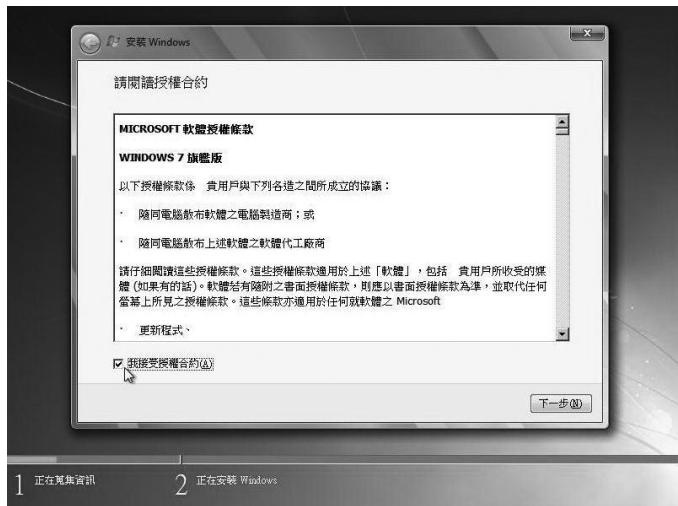 安裝 Windows
請閱讀授權合約
MICROSOFT 軟體授權條款
WINDOWS 7 旗艦版
以下授權條款係 貴用戶與下列各造之間所成立的協議：
· 隨同電腦散布軟體之電腦製造商；或
· 隨同電腦散布上述軟體之軟體代工廠商
請仔細閱讀這些授權條款。這些授權條款適用於上述「軟體」，包括 貴用戶所收受的媒
體 (如果有的話)。軟體若有隨附之書面授權條款，則應以書面授權條款為準，並取代任何
螢幕上所見之授權條款。這些條款亦適用於任何就軟體之 Microsoft
· 更新程式、
我接受授權合約(A)
下一步(N)
1 正在蒐集資訊
2 正在安裝 Windows